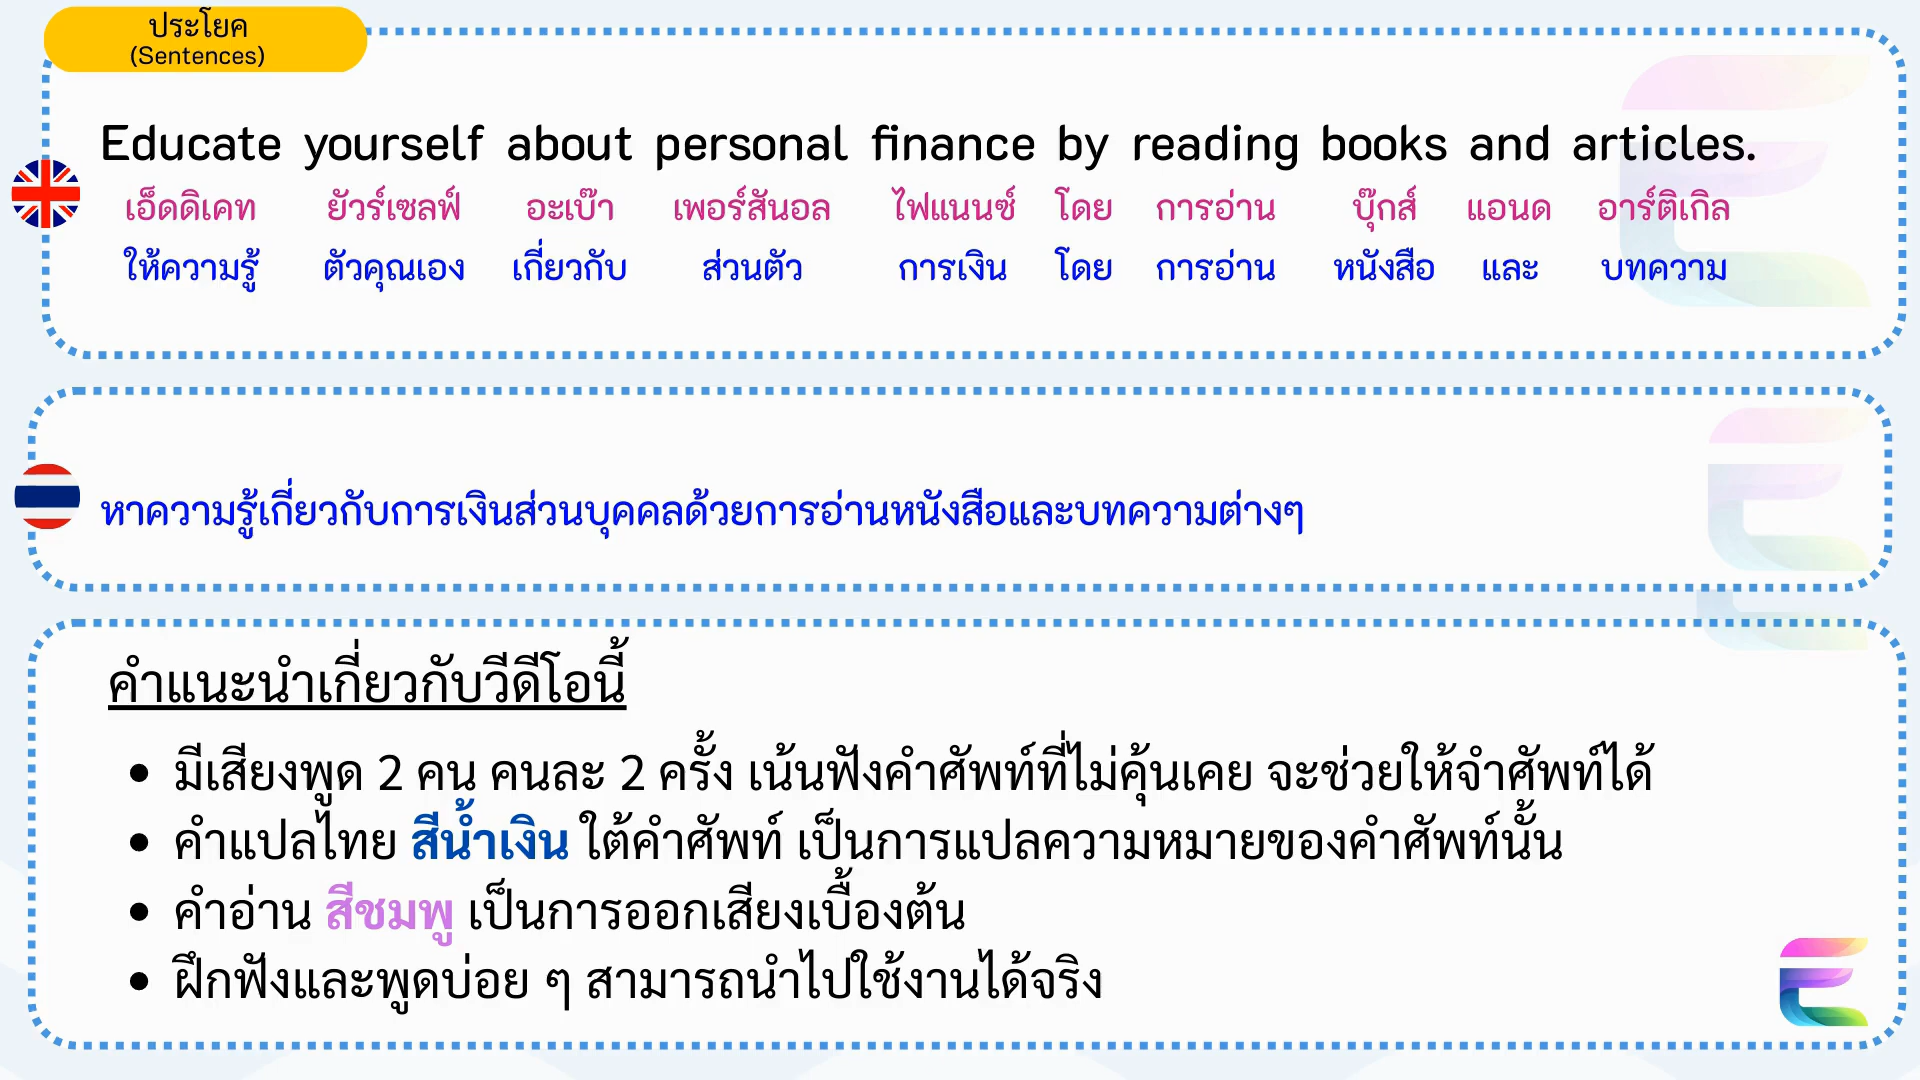 ประโยค
(Sentences)
Educate yourself about personal finance by reading books and articles.
เอ็ดดิเคท ยัวร์เซลฟ์ อะเบ๊า เพอร์สันอล ไฟแนนซ์ โดย การอ่าน บุ๊กส์ แอนด อาร์ติเกิล
ให้ความรู้ ตัวคุณเอง เกี่ยวกับ ส่วนตัว การเงิน โดย การอ่าน หนังสือ และ บทความ
หาความรู้เกี่ยวกับการเงินส่วนบุคคลด้วยการอ่านหนังสือและบทความต่างๆ
คำแนะนำเกี่ยวกับวีดีโอนี้
• มีเสียงพูด 2 คน คนละ 2 ครั้ง เน้นฟังคำศัพท์ที่ไม่คุ้นเคย จะช่วยให้จำศัพท์ได้
• คำแปลไทย สีน้ำเงิน ใต้คำศัพท์ เป็นการแปลความหมายของคำศัพท์นั้น
• คำอ่าน สีชมพู เป็นการออกเสียงเบื้องต้น
• ฝึกฟังและพูดบ่อย ๆ สามารถนำไปใช้งานได้จริง